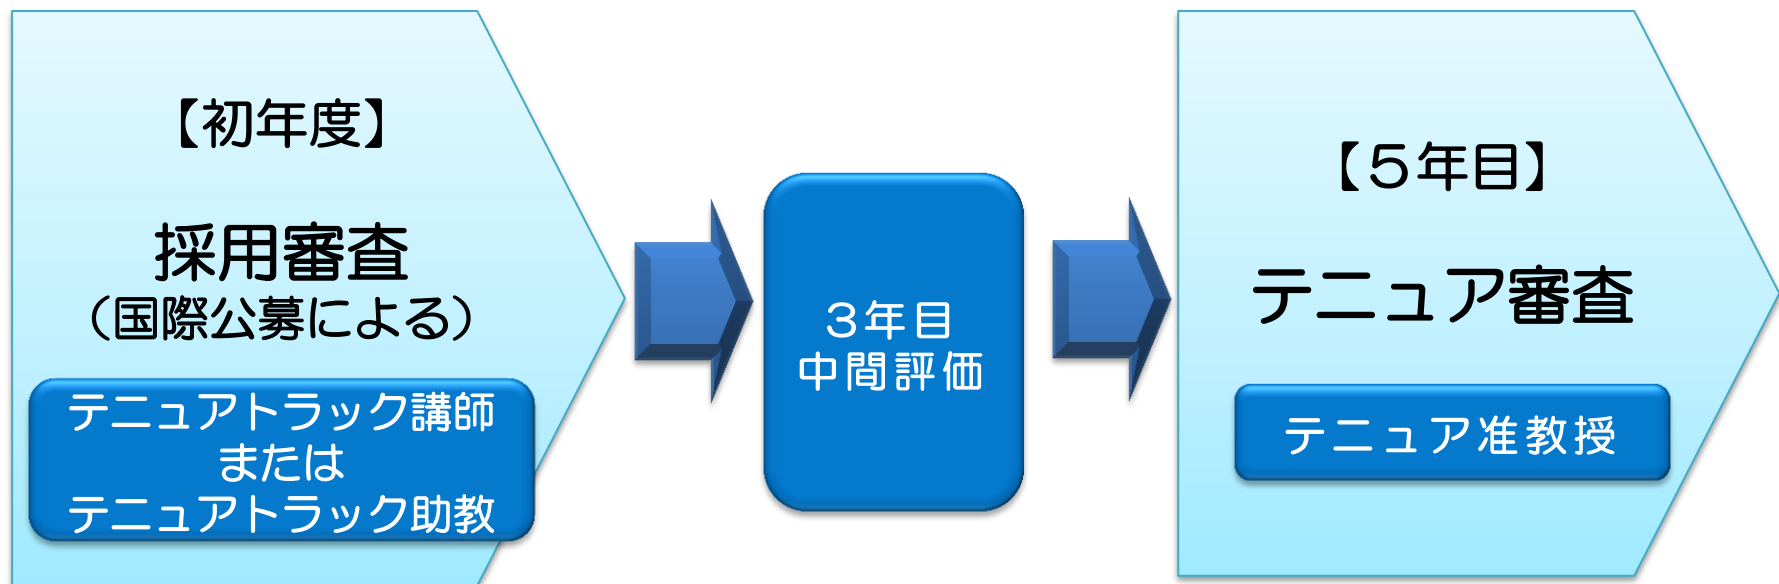 【初年度】
採用審査
（国際公募による）
テニュアトラック講師
または
テニュアトラック助教
３年目
中間評価
【５年目】
テニュア審査
テニュア准教授